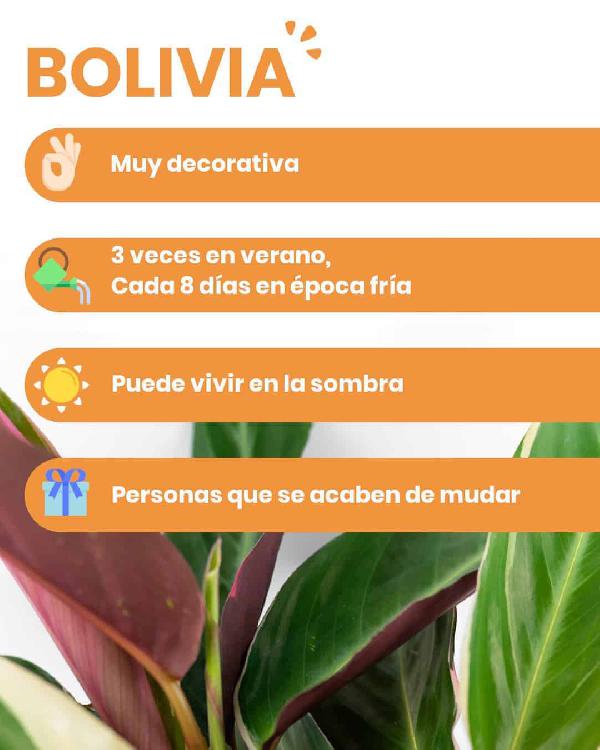 BOLIVIA
Muy decorativa
3 veces en verano,
Cada 8 días en época fría
Puede vivir en la sombra
Personas que se acaben de mudar